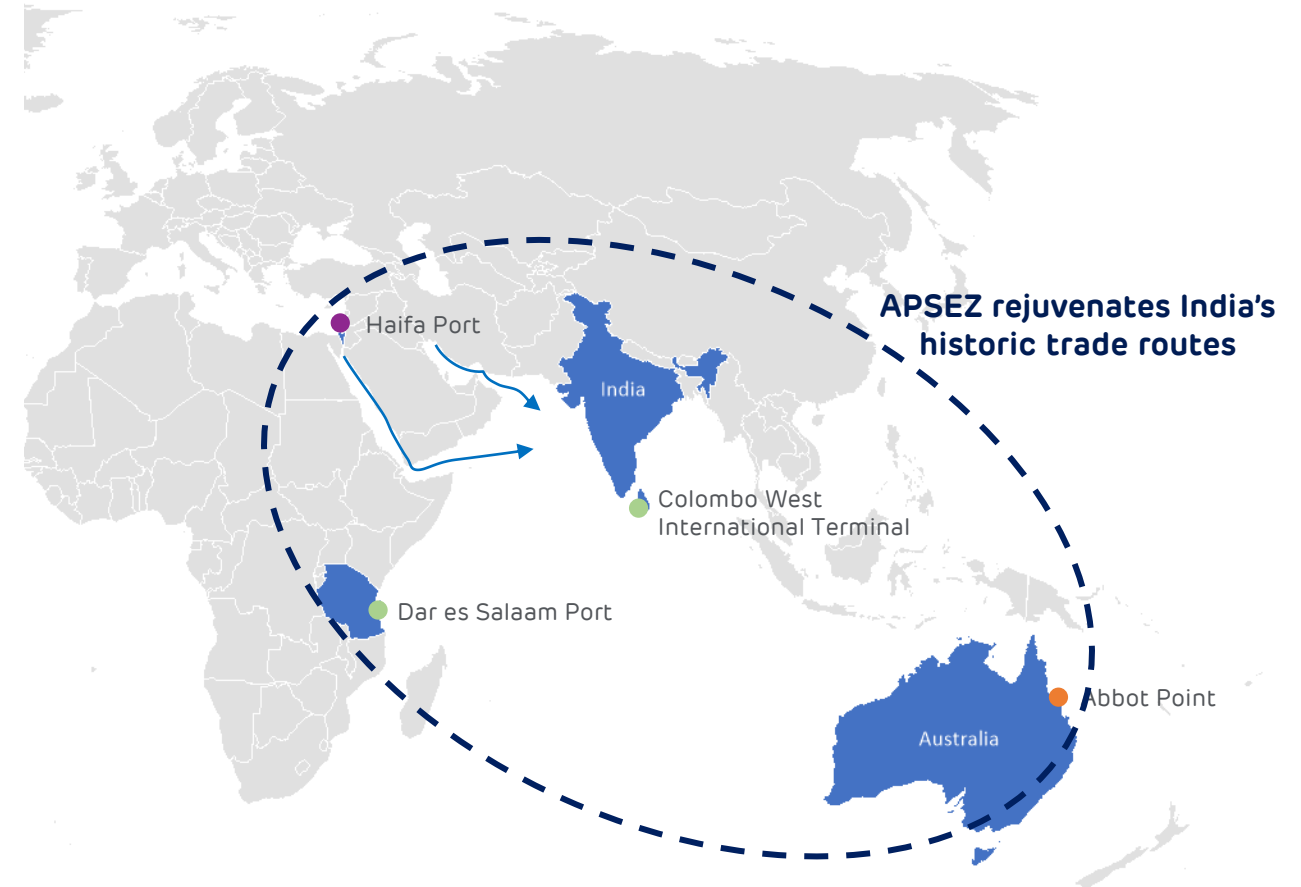 APSEZ rejuvenates India's
historic trade routes
Haifa Port
India
Colombo West
International Terminal
Dar es Salaam Port
Abbot Point
Australia